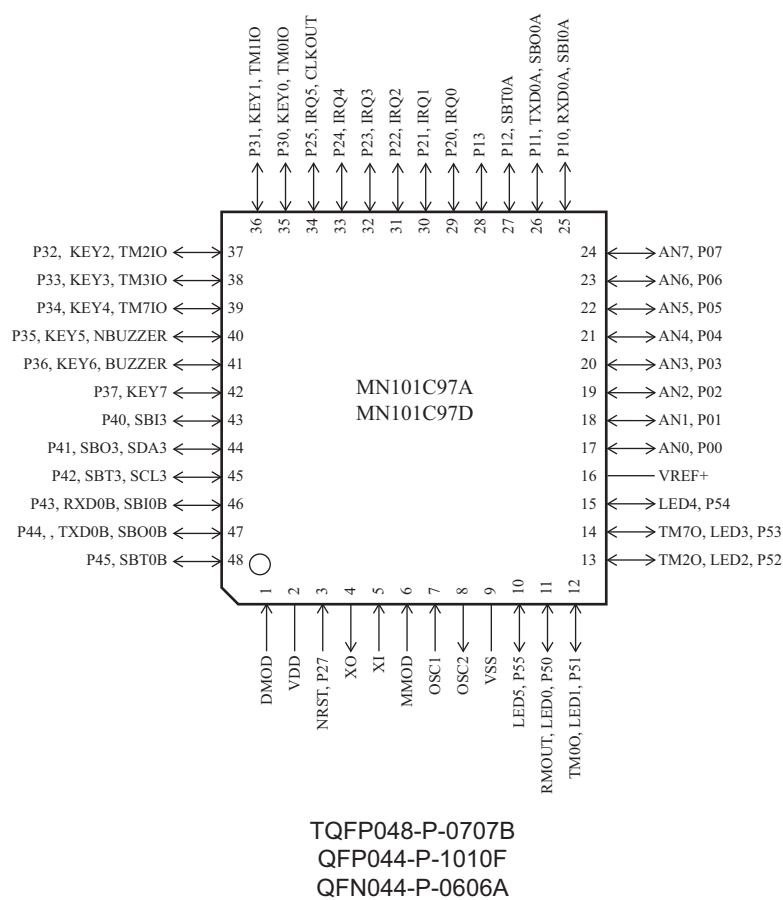 P31, KEY1, TM1IO
P30, KEY0, TM0IO
P25, IRQ5, CLKOUT
P24, IRQ4
P23, IRQ3
P22, IRQ2
P21, IRQ1
P20, IRQ0
P13
P12, SBT0A
P11, TXD0A, SBO0A
P10, RXD0A, SBI0A
36
35
34
33
32
31
30
29
28
27
26
25
P32, KEY2, TM2IO
37
P33, KEY3, TM3IO
38
P34, KEY4, TM7IO
39
P35, KEY5, NBUZZER
40
P36, KEY6, BUZZER
41
P37, KEY7
42
P40, SBI3
43
P41, SBO3, SDA3
44
P42, SBT3, SCL3
45
P43, RXD0B, SBI0B
46
P44, , TXD0B, SBO0B
47
P45, SBT0B
48
MN101C97A
MN101C97D
24
AN7, P07
23
AN6, P06
22
AN5, P05
21
AN4, P04
20
AN3, P03
19
AN2, P02
18
AN1, P01
17
AN0, P00
16
VREF+
15
LED4, P54
14
TM7O, LED3, P53
13
TM2O, LED2, P52
1
2
3
4
5
6
7
8
9
10
11
12
DMOD
VDD
NRST, P27
XO
XI
MMOD
OSC1
OSC2
VSS
LED5, P55
RMOUT, LED0, P50
TM0O, LED1, P51
TQFP048-P-0707B
QFP044-P-1010F
QFN044-P-0606A